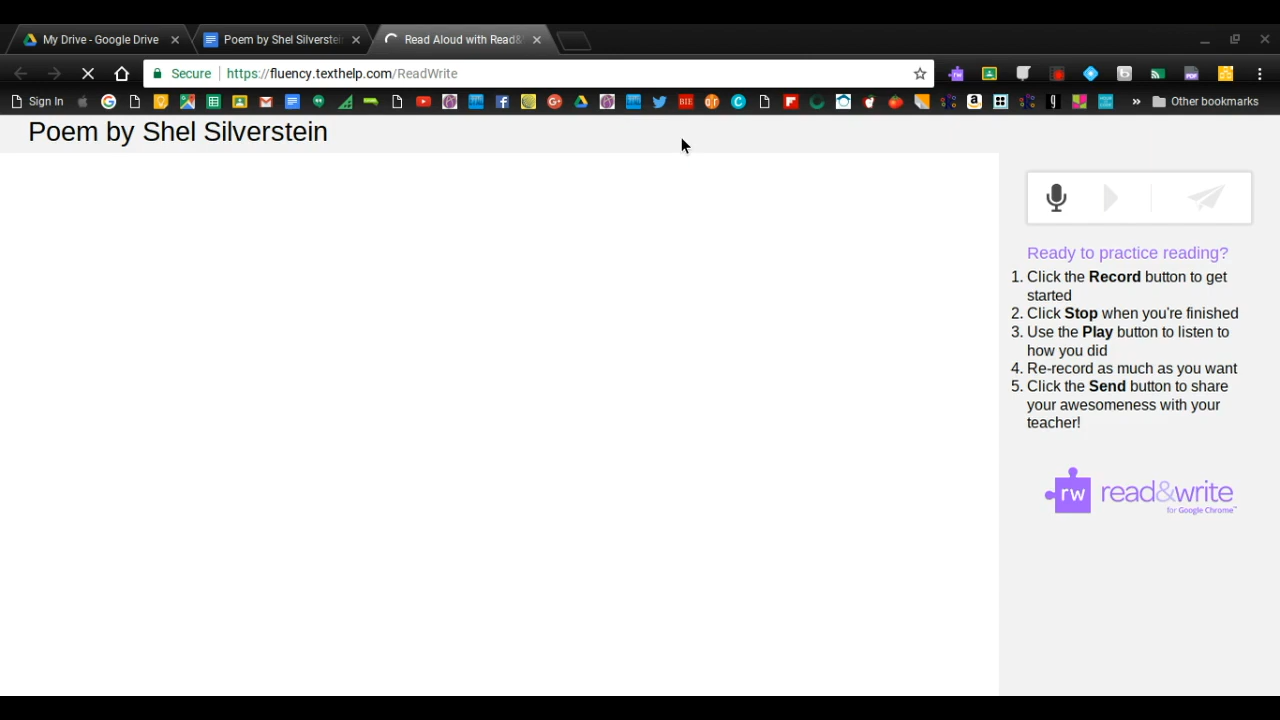 My Drive - Google Drive
Poem by Shel Silverstein
Read Aloud with Read&
Secure
https://fluency.texthelp.com/ReadWrite
Sign In
BIE
Other bookmarks
Poem by Shel Silverstein
Ready to practice reading?
1. Click the Record button to get
started
2. Click Stop when you're finished
3. Use the Play button to listen to
how you did
4. Re-record as much as you want
5. Click the Send button to share
your awesomeness with your
teacher!
rw read&write
for Google Chrome™